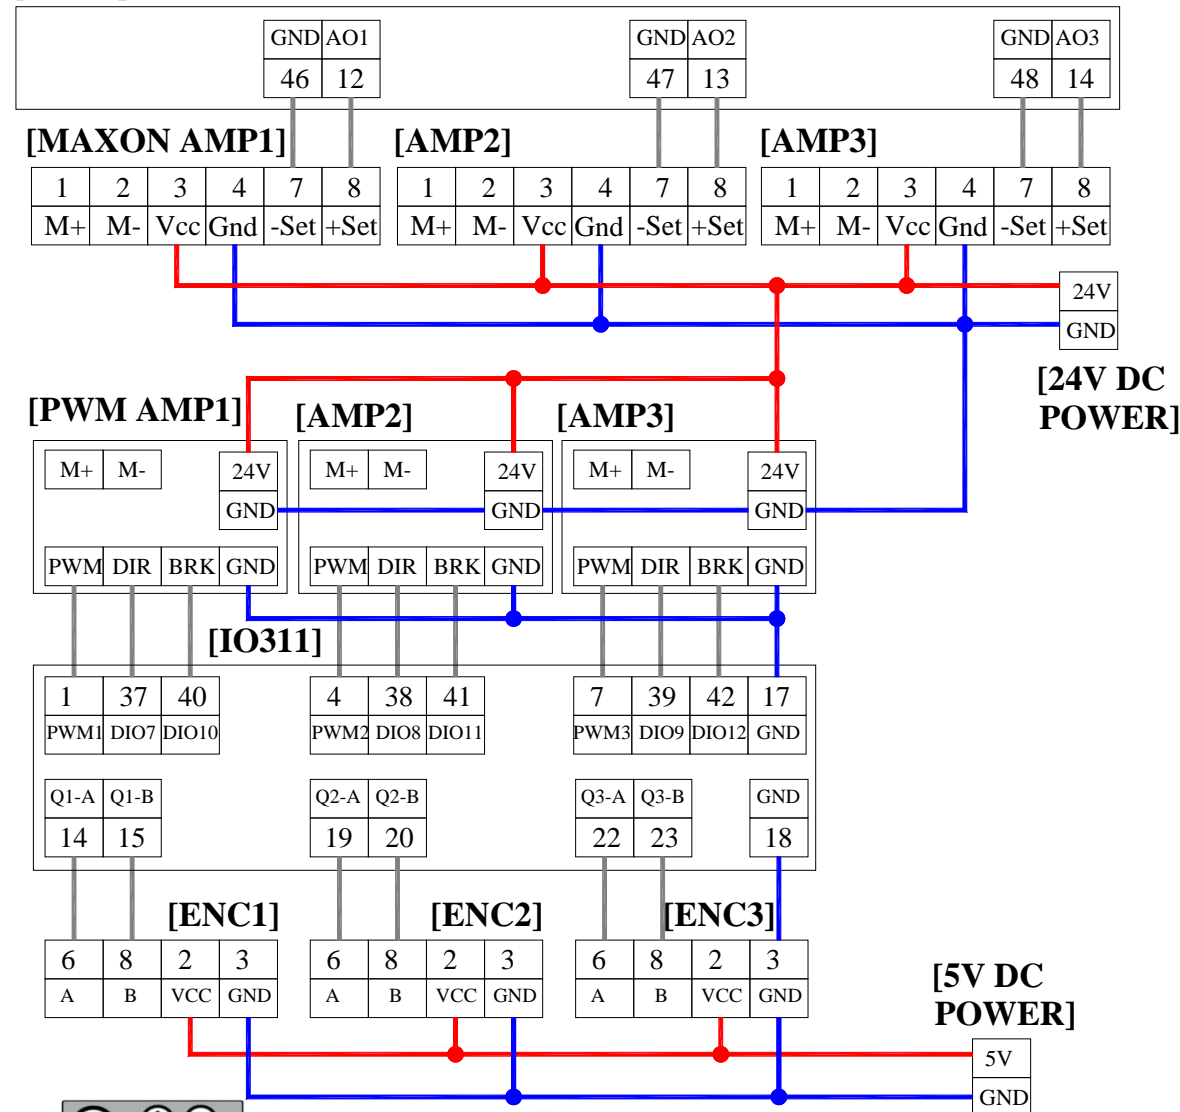 GND AO1 GND AO2 GND AO3
46 12 47 13 48 14
[MAXON AMP1] [AMP2] [AMP3]
1 2 3 4 7 8 1 2 3 4 7 8 1 2 3 4 7 8
M+ M- Vcc Gnd -Set +Set M+ M- Vcc Gnd -Set +Set M+ M- Vcc Gnd -Set +Set
24V
GND
[24V DC
POWER]
[PWM AMP1] [AMP2] [AMP3]
M+ M- 24V M+ M- 24V M+ M- 24V
GND GND GND
PWM DIR BRK GND PWM DIR BRK GND PWM DIR BRK GND
[IO311]
1 37 40 4 38 41 7 39 42 17
PWM1 DIO7 DIO10 PWM2 DIO8 DIO11 PWM3 DIO9 DIO12 GND
Q1-A Q1-B Q2-A Q2-B Q3-A Q3-B GND
14 15 19 20 22 23 18
[ENC1] [ENC2] [ENC3]
6 8 2 3 6 8 2 3 6 8 2 3
A B VCC GND A B VCC GND A B VCC GND
[5V DC
POWER]
5V
GND